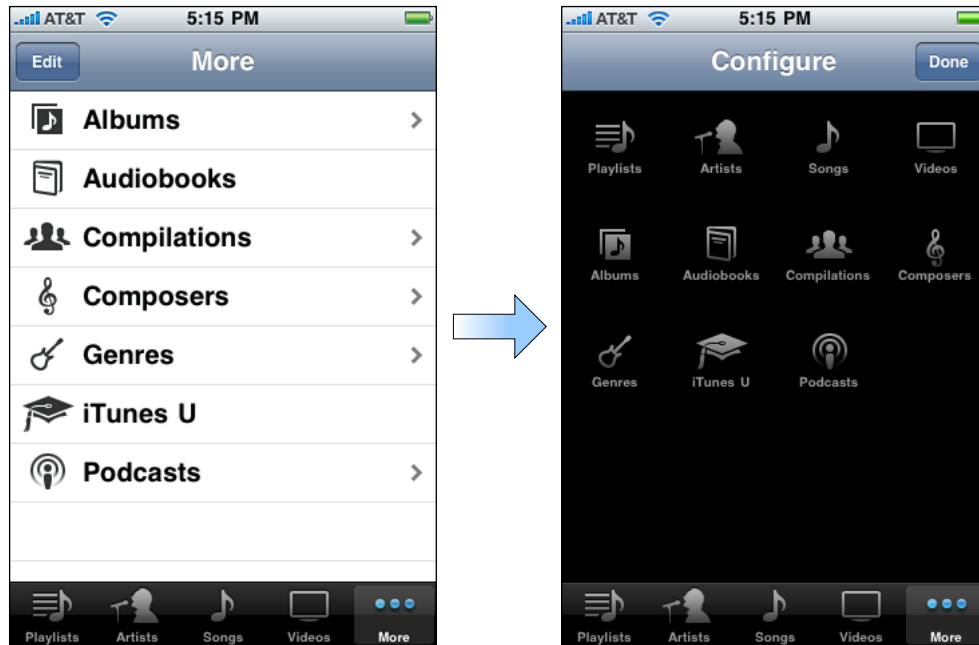 AT&T 5:15 PM
Edit More
Albums
Audiobooks
Compilations
Composers
Genres
iTunes U
Podcasts
Playlists Artists Songs Videos More
AT&T 5:15 PM
Configure Done
Playlists Artists Songs Videos
Albums Audiobooks Compilations Composers
Genres iTunes U Podcasts
Playlists Artists Songs Videos More